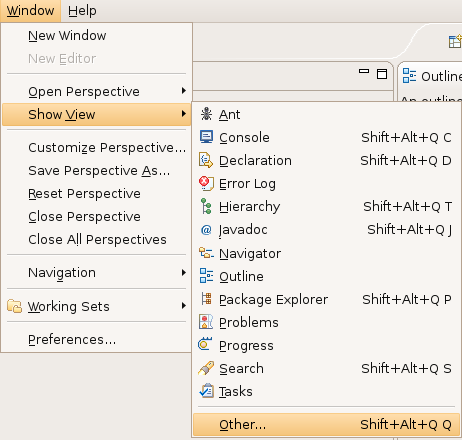 Window Help
New Window
New Editor
Open Perspective
Show View
Customize Perspective...
Save Perspective As...
Reset Perspective
Close Perspective
Close All Perspectives
Navigation
Working Sets
Preferences...
Outline
Ant
Console Shift+Alt+Q C
Declaration Shift+Alt+Q D
Error Log
Hierarchy Shift+Alt+Q T
Javadoc Shift+Alt+Q J
Navigator
Outline
Package Explorer Shift+Alt+Q P
Problems
Progress
Search Shift+Alt+Q S
Tasks
Other... Shift+Alt+Q Q